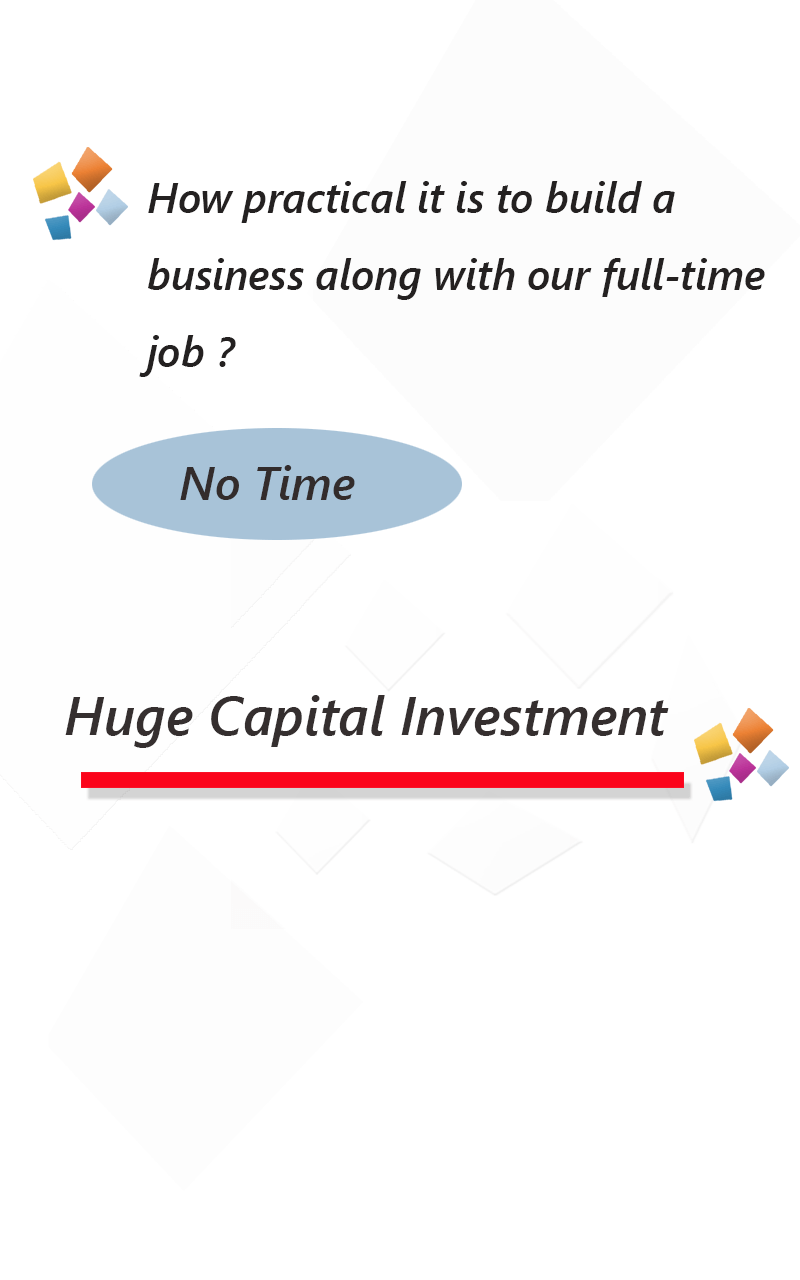 How practical it is to build a
business along with our full-time
job ?
No Time
Huge Capital Investment